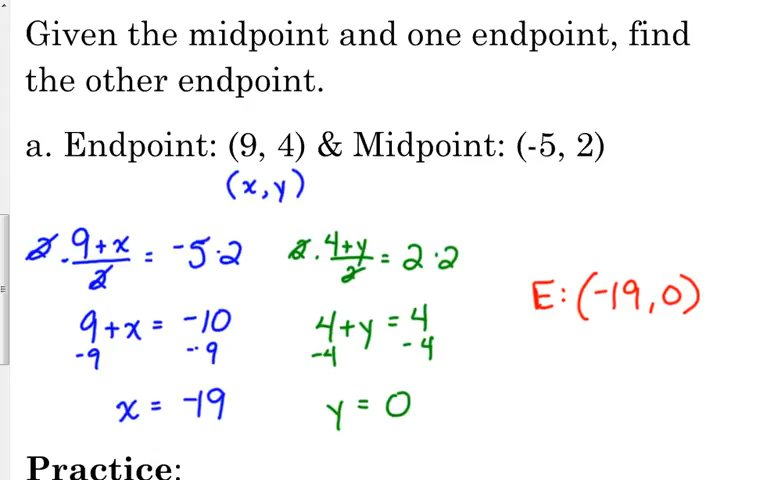 Given the midpoint and one endpoint, find
the other endpoint.
a. Endpoint: (9, 4) & Midpoint: (-5, 2)
(x, y)
2 · 9+x/2 = -5·2
2 · 4+y/2 = 2·2
9 + x = -10
-9 -9
x = -19
4+y = 4
-4 -4
y = 0
E: (-19, 0)
Practice: